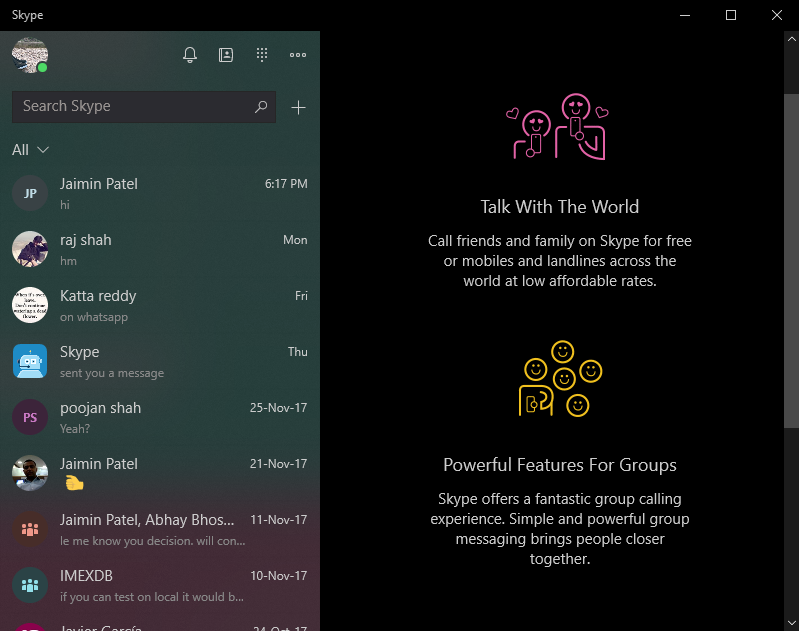 Skype
Search Skype
All
JP
Jaimin Patel
6:17 PM
hi
raj shah
Mon
hm
Katta reddy
Fri
on whatsapp
Skype
Thu
sent you a message
PS
poojan shah
25-Nov-17
Yeah?
Jaimin Patel
21-Nov-17
Jaimin Patel, Abhay Bhos...
11-Nov-17
le me know you decision. will con...
IMEXDB
10-Nov-17
if you can test on local it would b...
Javier García
24-Oct-17
Talk With The World
Call friends and family on Skype for free
or mobiles and landlines across the
world at low affordable rates.
Powerful Features For Groups
Skype offers a fantastic group calling
experience. Simple and powerful group
messaging brings people closer
together.